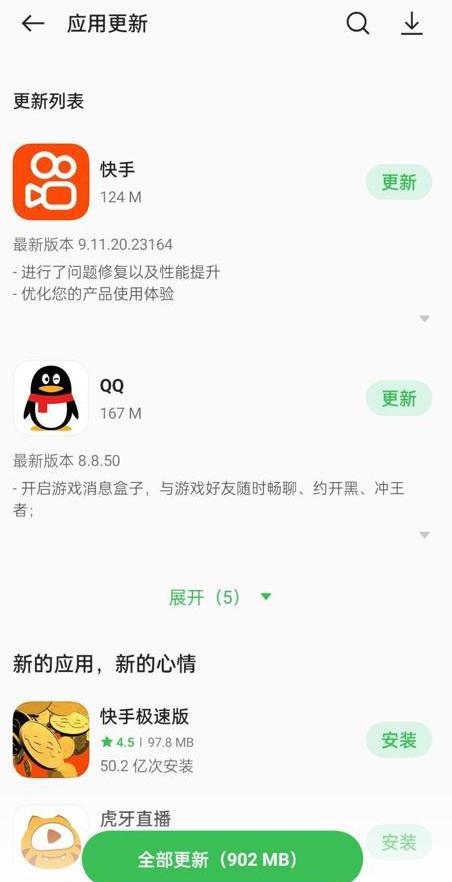 应用更新
更新列表
快手
124 M
更新
最新版本 9.11.20.23164
- 进行了问题修复以及性能提升
- 优化您的产品使用体验
QQ
167 M
更新
最新版本 8.8.50
- 开启游戏消息盒子，与游戏好友随时畅聊、约开黑、冲王
者；
展开（5）
新的应用，新的心情
快手极速版
4.5 | 97.8 MB
50.2 亿次安装
安装
虎牙直播
安装
全部更新（902 MB）